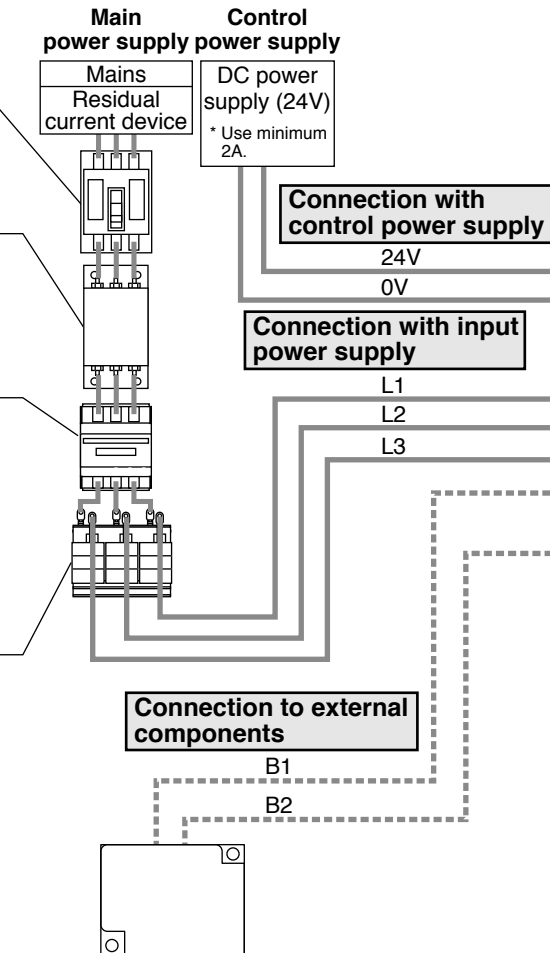 Main
power supply
Control
power supply
Mains
Residual
current device
DC power
supply (24V)
* Use minimum
2A.
Connection with
control power supply
24V
0V
Connection with input
power supply
L1
L2
L3
Connection to external
components
B1
B2